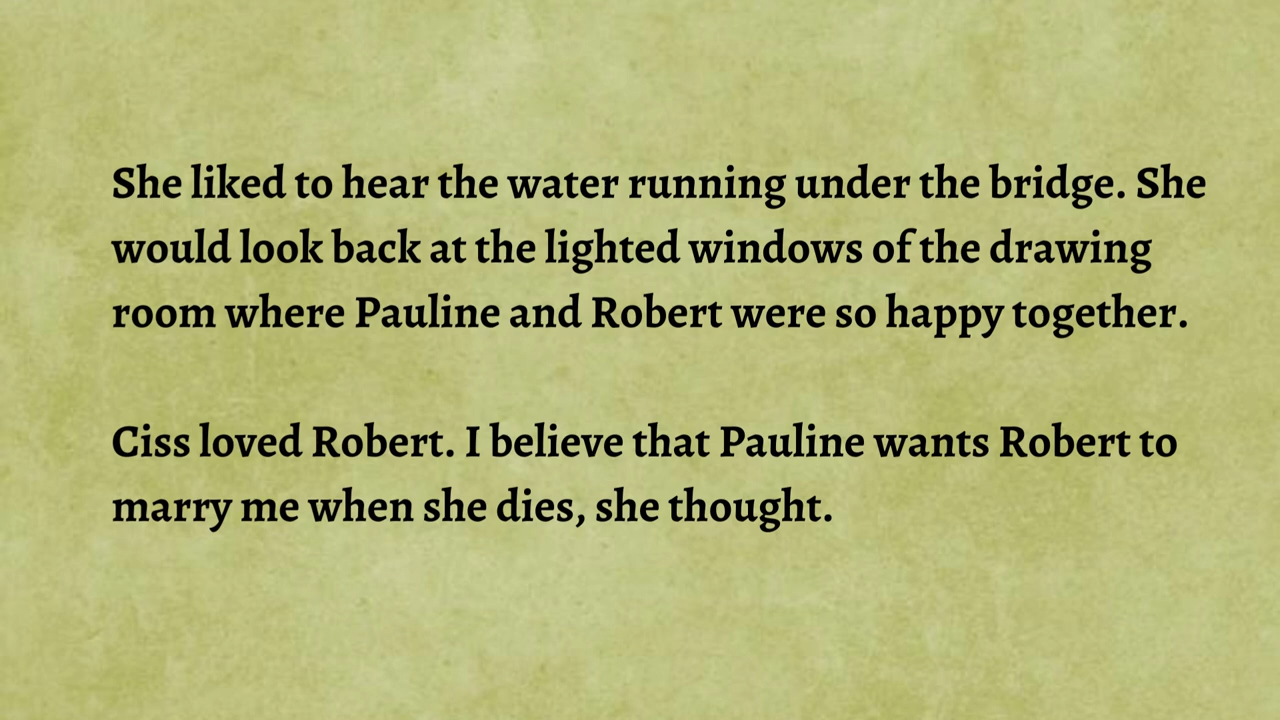 She liked to hear the water running under the bridge. She
would look back at the lighted windows of the drawing
room where Pauline and Robert were so happy together.
Ciss loved Robert. I believe that Pauline wants Robert to
marry me when she dies, she thought.